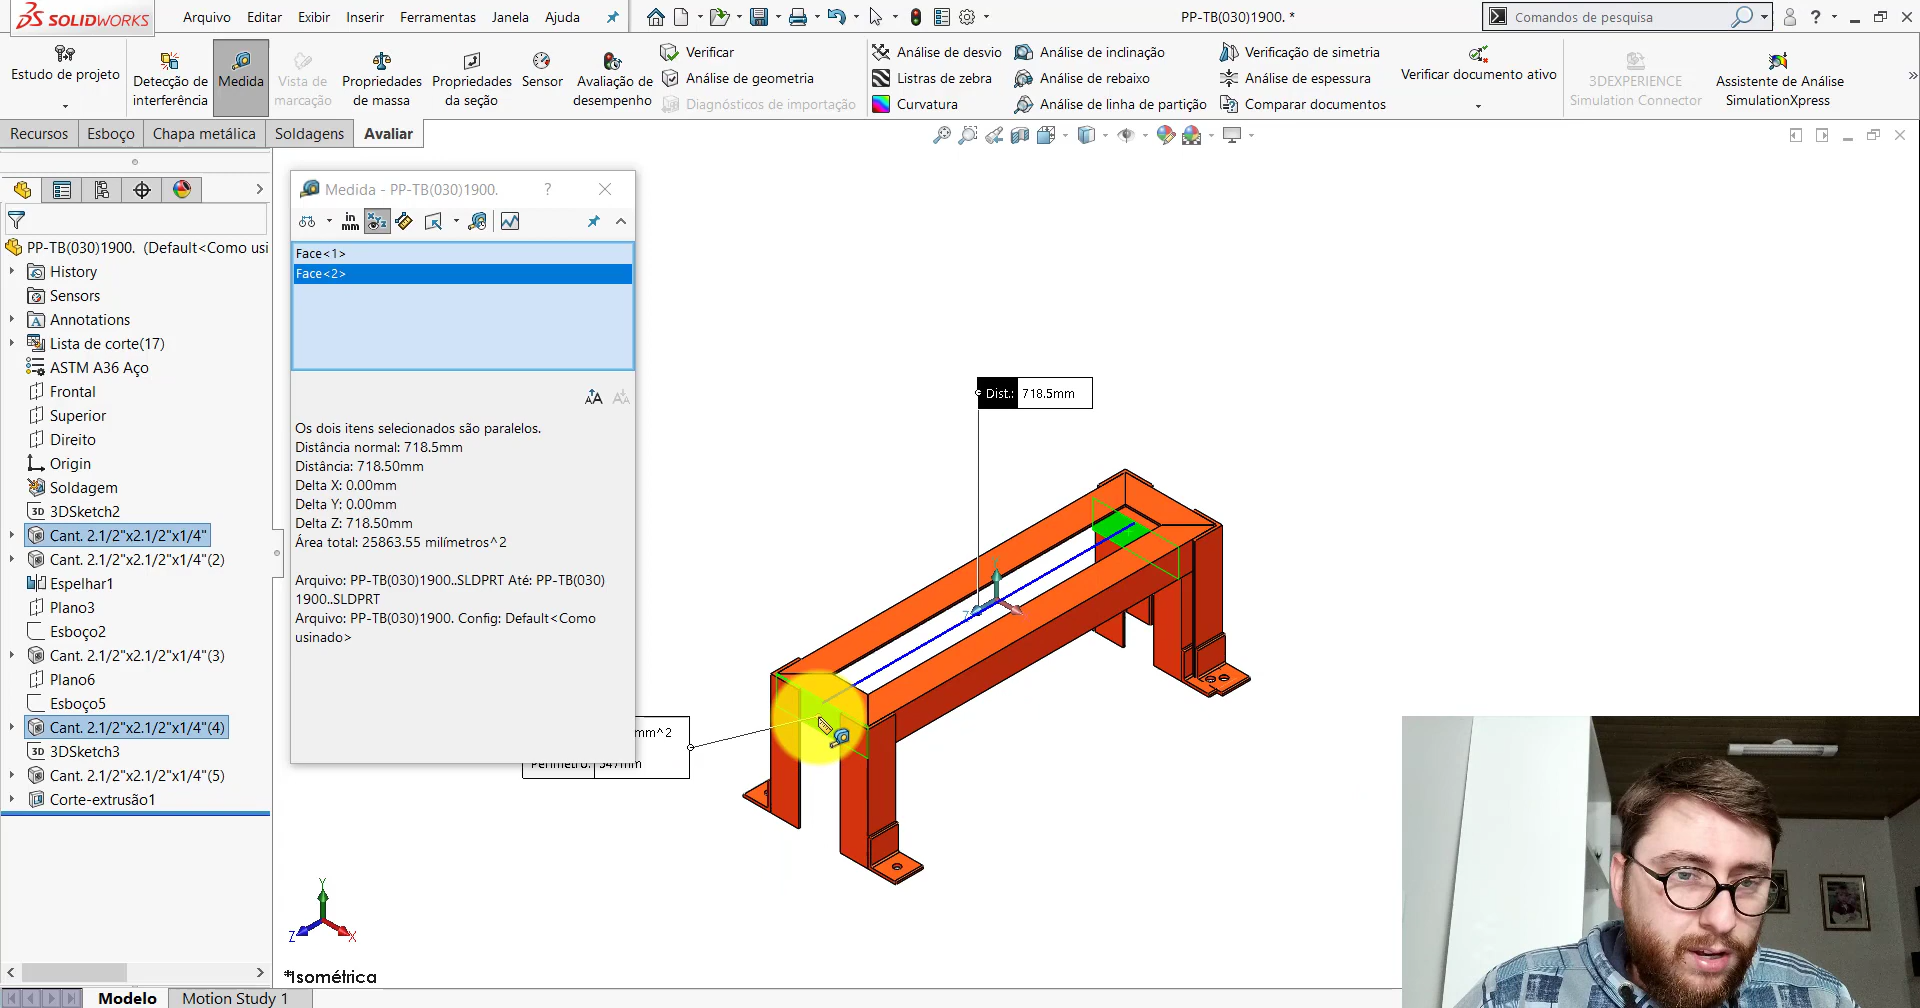 SOLIDWORKS
Arquivo Editar Exibir Inserir Ferramentas Janela Ajuda
PP-TB(030)1900. *
Comandos de pesquisa
Estudo de projeto
Detecção de interferência
Medida
Vista de marcação
Propriedades de massa
Propriedades da seção
Sensor
Avaliação de desempenho
Verificar
Análise de geometria
Diagnósticos de importação
Análise de desvio
Listras de zebra
Curvatura
Análise de inclinação
Análise de rebaixo
Análise de linha de partição
Verificação de simetria
Análise de espessura
Comparar documentos
Verificar documento ativo
3DEXPERIENCE
Simulation Connector
Assistente de Análise
SimulationXpress
Recursos Esboço Chapa metálica Soldagens Avaliar
PP-TB(030)1900. (Default<Como usi
History
Sensors
Annotations
Lista de corte(17)
ASTM A36 Aço
Frontal
Superior
Direito
Origin
Soldagem
3D 3DSketch2
Cant. 2.1/2"x2.1/2"x1/4"
Cant. 2.1/2"x2.1/2"x1/4"(2)
Espelhar1
Plano3
Esboço2
Cant. 2.1/2"x2.1/2"x1/4"(3)
Plano6
Esboço5
Cant. 2.1/2"x2.1/2"x1/4"(4)
3D 3DSketch3
Cant. 2.1/2"x2.1/2"x1/4"(5)
Corte-extrusão1
Medida - PP-TB(030)1900. ?
in
mm
Face<1>
Face<2>
Os dois itens selecionados são paralelos.
Distância normal: 718.5mm
Distância: 718.50mm
Delta X: 0.00mm
Delta Y: 0.00mm
Delta Z: 718.50mm
Área total: 25863.55 milímetros^2
Arquivo: PP-TB(030)1900..SLDPRT Até: PP-TB(030)
1900..SLDPRT
Arquivo: PP-TB(030)1900. Config: Default<Como
usinado>
Dist.: 718.5mm
mm^2
Y
Z
X
*Isométrica
Modelo Motion Study 1